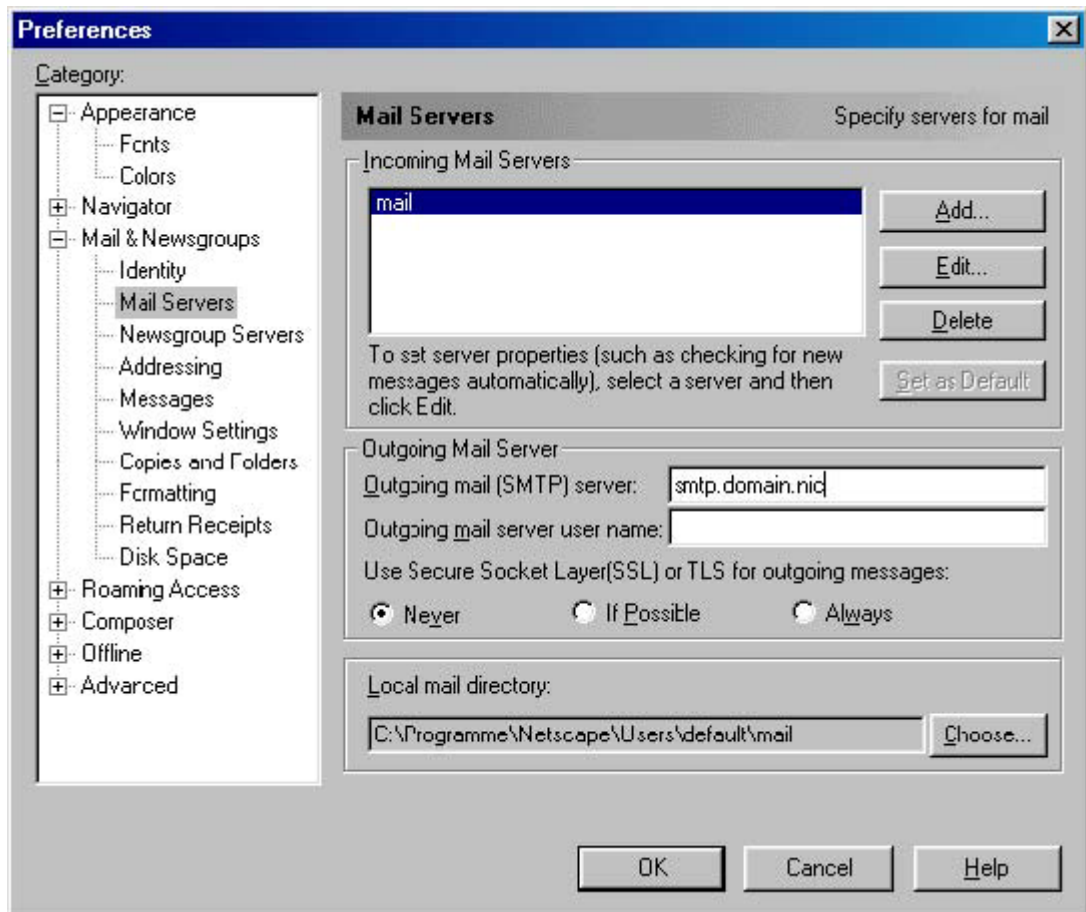 Preferences
Category:
Appearance
Fonts
Colors
Navigator
Mail & Newsgroups
Identity
Mail Servers
Newsgroup Servers
Addressing
Messages
Window Settings
Copies and Folders
Formatting
Return Receipts
Disk Space
Roaming Access
Composer
Offline
Advanced
Mail Servers Specify servers for mail
Incoming Mail Servers
mail
Add...
Edit...
Delete
Set as Default
To set server properties (such as checking for new
messages automatically), select a server and then
click Edit.
Outgoing Mail Server
Outgoing mail (SMTP) server: smtp.domain.nic
Outgoing mail server user name:
Use Secure Socket Layer(SSL) or TLS for outgoing messages:
Never If Possible Always
Local mail directory:
C:\Programme\Netscape\Users\default\mail Choose...
OK Cancel Help